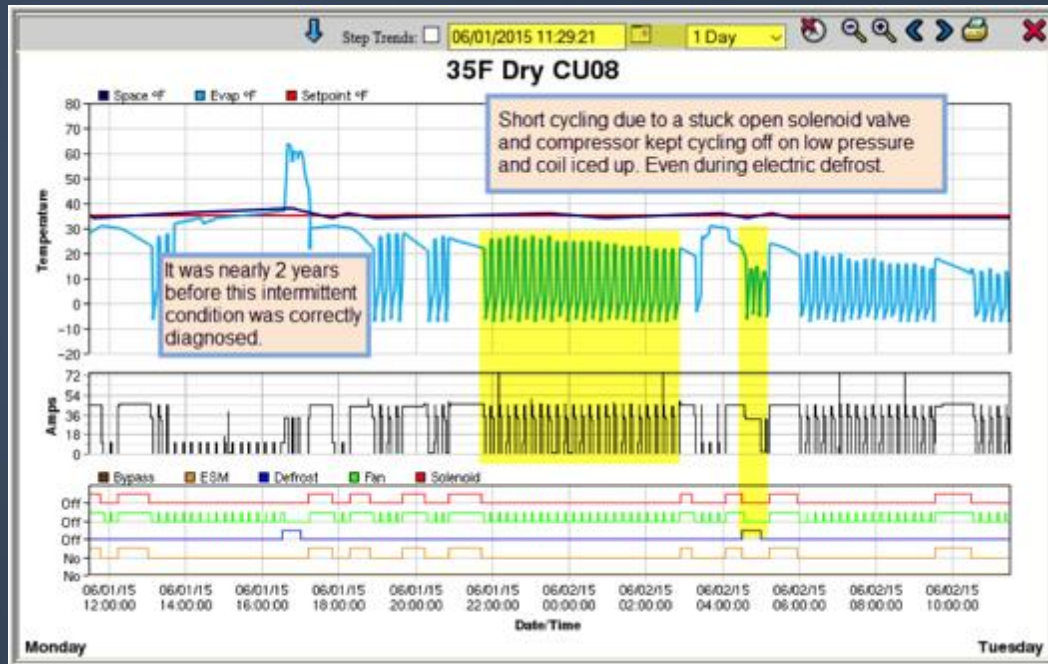 Step Trends: 06/01/2015 11:29:21 1 Day
35F Dry CU08
Space ºF Evap ºF Setpoint ºF
Short cycling due to a stuck open solenoid valve
and compressor kept cycling off on low pressure
and coil iced up. Even during electric defrost.
It was nearly 2 years
before this intermittent
condition was correctly
diagnosed.
Temperature
80
70
60
50
40
30
20
10
0
-10
-20
Amps
72
54
36
18
0
Bypass ESM Defrost Fan Solenoid
Off
Off
Off
No
No
06/01/15 06/01/15 06/01/15 06/01/15 06/01/15 06/01/15 06/02/15 06/02/15 06/02/15 06/02/15 06/02/15 06/02/15
12:00:00 14:00:00 16:00:00 18:00:00 20:00:00 22:00:00 00:00:00 02:00:00 04:00:00 06:00:00 08:00:00 10:00:00
Date/Time
Monday Tuesday